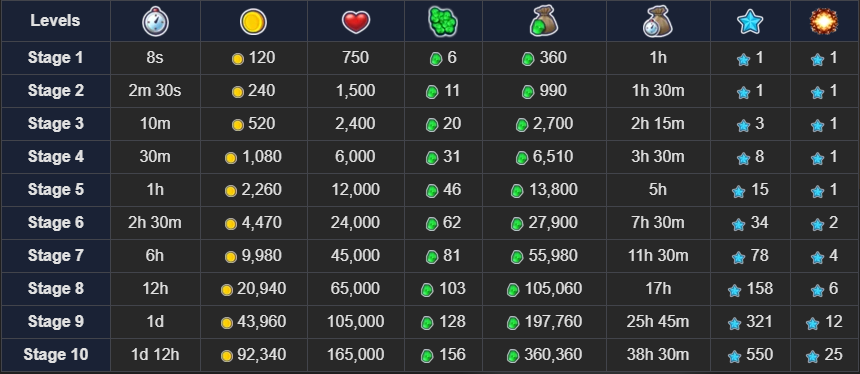 Levels
Stage 1 8s 120 750 6 360 1h 1 1
Stage 2 2m 30s 240 1,500 11 990 1h 30m 1 1
Stage 3 10m 520 2,400 20 2,700 2h 15m 3 1
Stage 4 30m 1,080 6,000 31 6,510 3h 30m 8 1
Stage 5 1h 2,260 12,000 46 13,800 5h 15 1
Stage 6 2h 30m 4,470 24,000 62 27,900 7h 30m 34 2
Stage 7 6h 9,980 45,000 81 55,980 11h 30m 78 4
Stage 8 12h 20,940 65,000 103 105,060 17h 158 6
Stage 9 1d 43,960 105,000 128 197,760 25h 45m 321 12
Stage 10 1d 12h 92,340 165,000 156 360,360 38h 30m 550 25